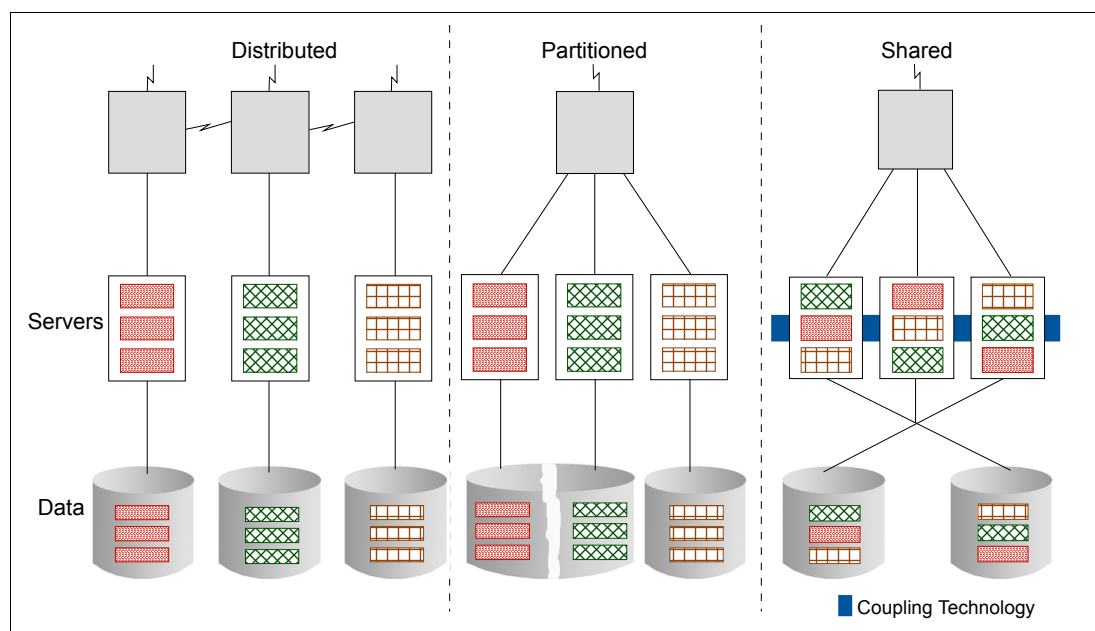 Distributed
Partitioned
Shared
Servers
Data
Coupling Technology